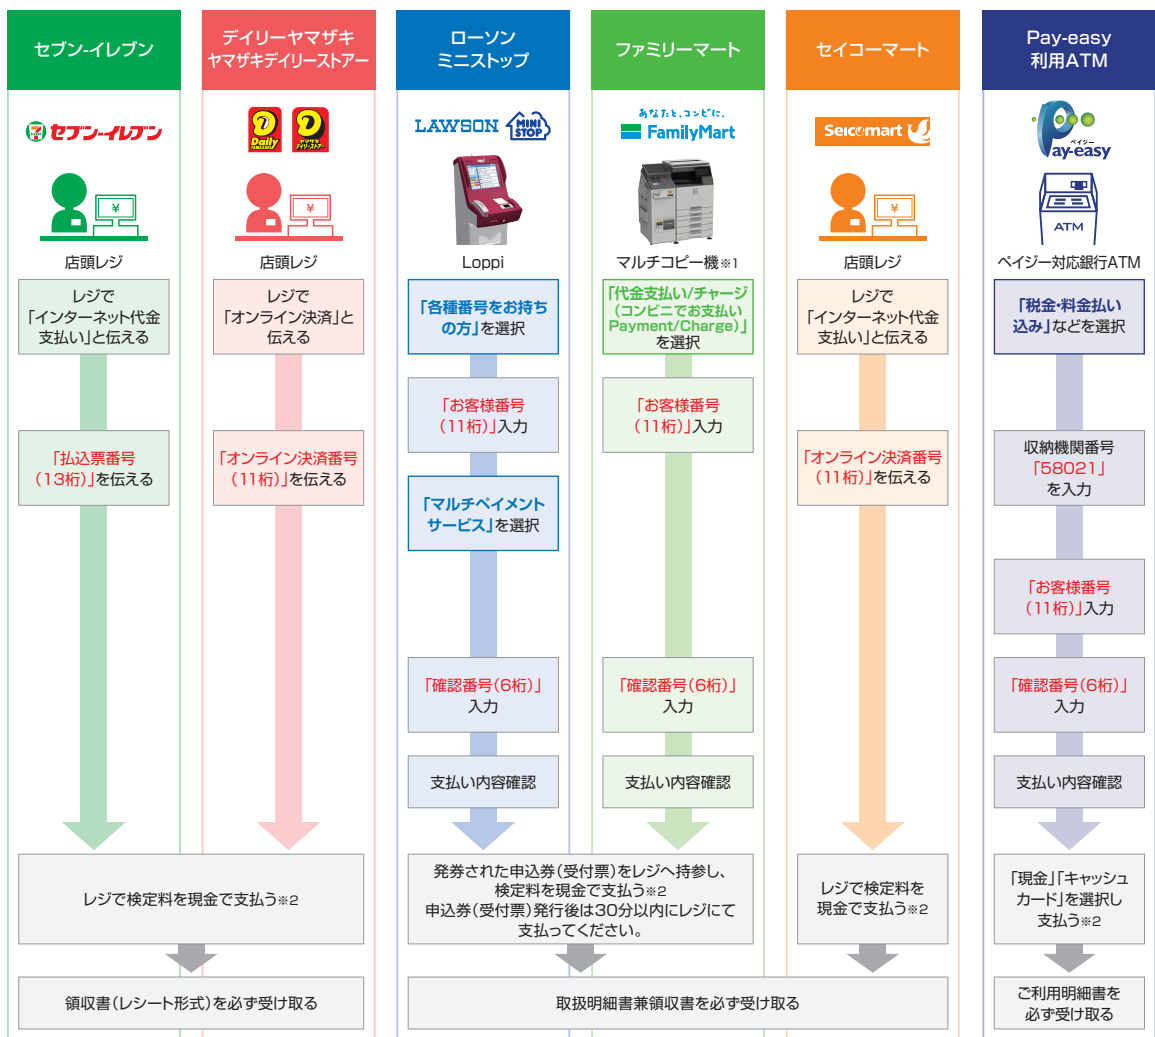 セブン-イレブン
セブン-イレブン
¥
店頭レジ
レジで
「インターネット代金
支払い」と伝える
「払込票番号
(13桁)」を伝える
デイリーヤマザキ
ヤマザキデイリーストアー
Daily
YAMAZAKI
ヤマザキ
デイリーストアー
¥
店頭レジ
レジで
「オンライン決済」と
伝える
「オンライン決済番号
(11桁)」を伝える
レジで検定料を現金で支払う※2
領収書(レシート形式)を必ず受け取る
ローソン
ミニストップ
LAWSON
MINI
STOP
Loppi
「各種番号をお持ち
の方」を選択
「お客様番号
(11桁)」入力
「マルチペイメント
サービス」を選択
「確認番号(6桁)」
入力
支払い内容確認
ファミリーマート
あなたと、コンビに、
FamilyMart
マルチコピー機※1
「代金支払い/チャージ
(コンビニでお支払い
Payment/Charge)」
を選択
「お客様番号
(11桁)」入力
「確認番号(6桁)」
入力
支払い内容確認
発券された申込券(受付票)をレジへ持参し、
検定料を現金で支払う※2
申込券(受付票)発行後は30分以内にレジにて
支払ってください。
セイコーマート
Seicomart
¥
店頭レジ
レジで
「インターネット代金
支払い」と伝える
「オンライン決済番号
(11桁)」を伝える
レジで検定料を
現金で支払う※2
取扱明細書兼領収書を必ず受け取る
Pay-easy
利用ATM
ペイジー
Pay-easy
ATM
ペイジー対応銀行ATM
「税金・料金払い
込み」などを選択
収納機関番号
「58021」
を入力
「お客様番号
(11桁)」入力
「確認番号(6桁)」
入力
支払い内容確認
「現金」「キャッシュ
カード」を選択し
支払う※2
ご利用明細書を
必ず受け取る